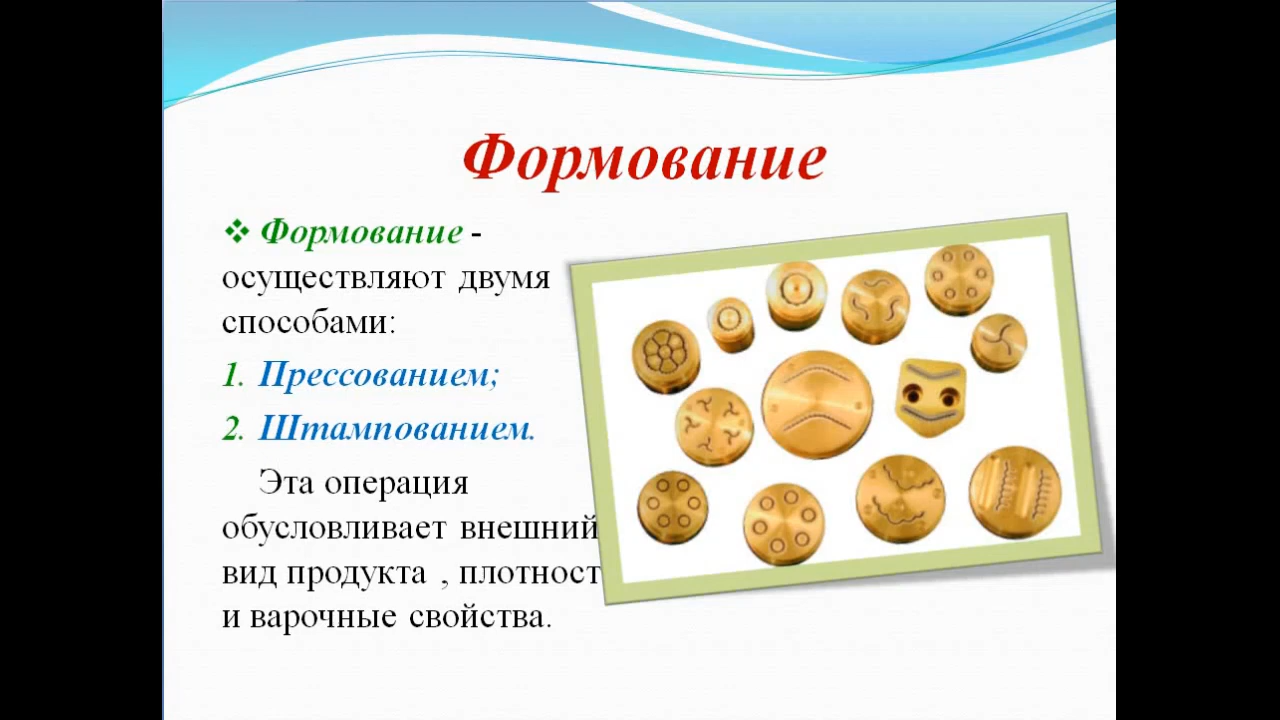 Формование
❖ Формование -
осуществляют двумя
способами:
1. Прессованием;
2. Штампованием.
Эта операция
обусловливает внешний
вид продукта , плотност
и варочные свойства.